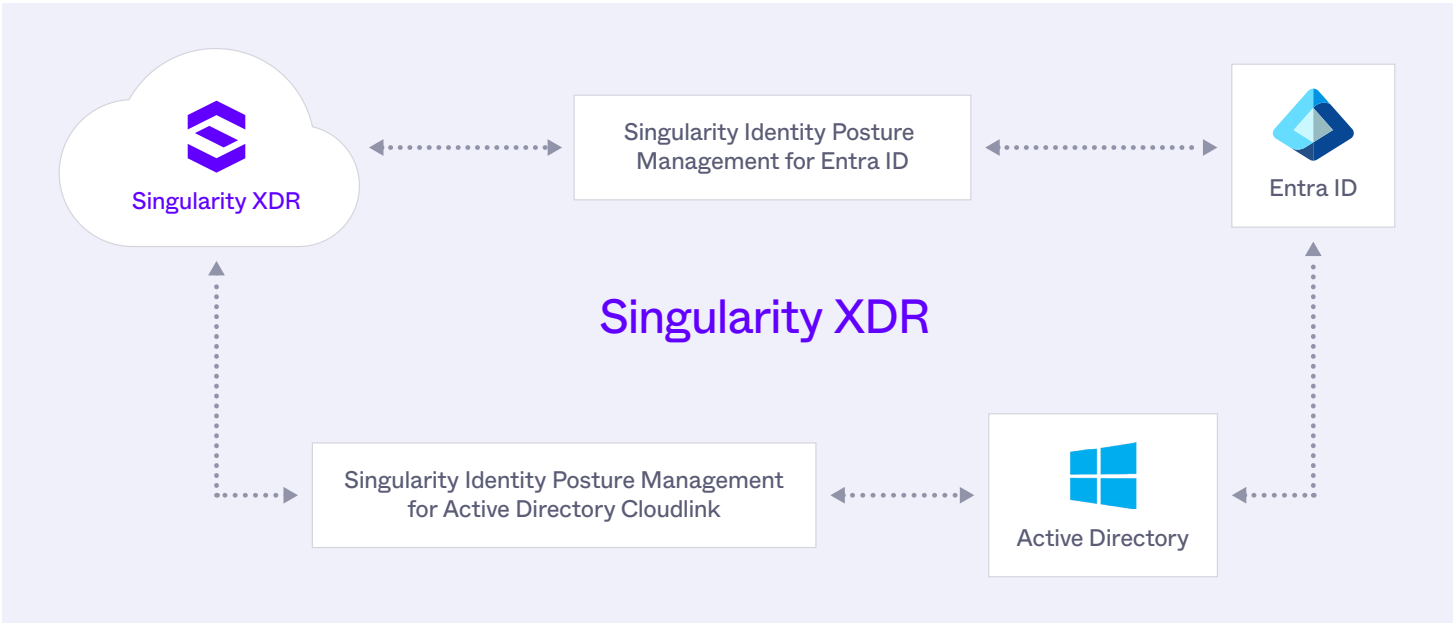 Singularity XDR
Singularity Identity Posture
Management for Entra ID
Entra ID
Singularity XDR
Singularity Identity Posture Management
for Active Directory Cloudlink
Active Directory